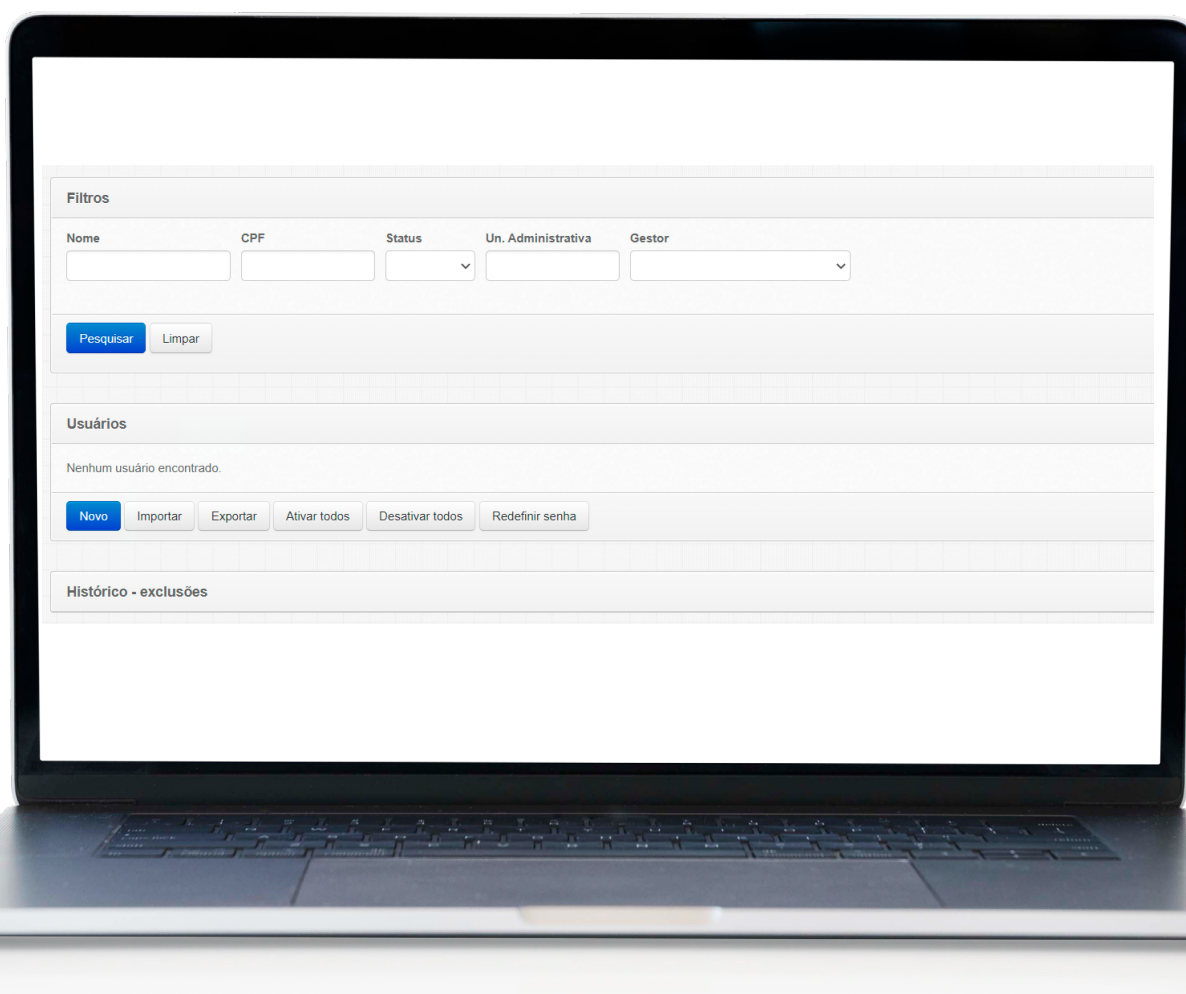 Filtros
Nome CPF Status Un. Administrativa Gestor
Pesquisar Limpar
Usuários
Nenhum usuário encontrado.
Novo Importar Exportar Ativar todos Desativar todos Redefinir senha
Histórico - exclusões